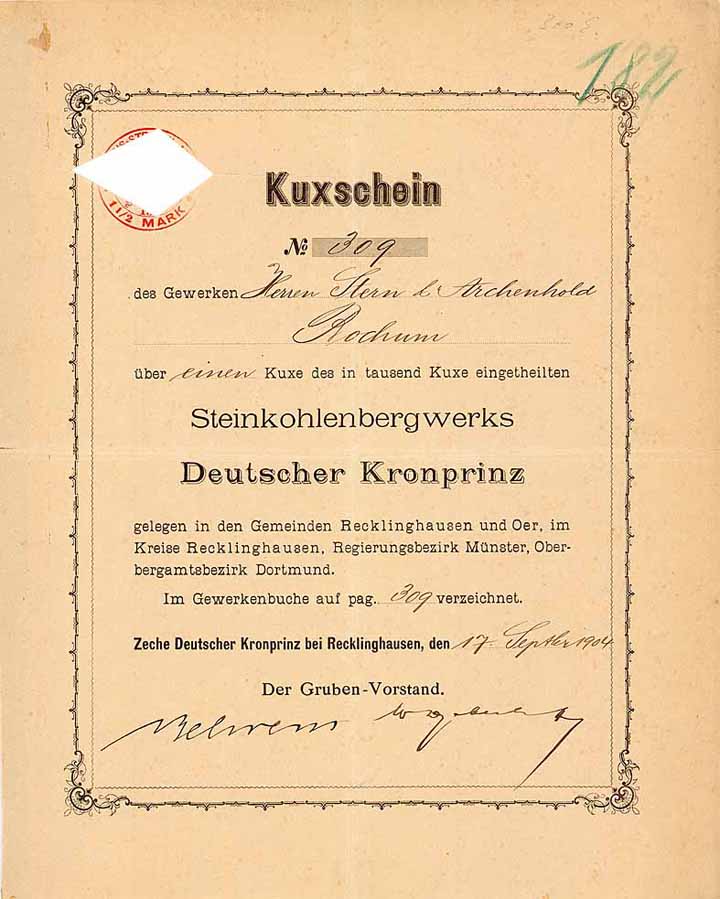 182
1 1/2 MARK
Kuxschein
No 309
des Gewerken Herren Stern & Archenhold
Bochum
über einen Kuxe des in tausend Kuxe eingetheilten
Steinkohlenbergwerks
Deutscher Kronprinz
gelegen in den Gemeinden Recklinghausen und Oer, im
Kreise Recklinghausen, Regierungsbezirk Münster, Ober-
bergamtsbezirk Dortmund.
Im Gewerkenbuche auf pag. 309 verzeichnet.
Zeche Deutscher Kronprinz bei Recklinghausen, den 17. Septber 1904
Der Gruben-Vorstand.